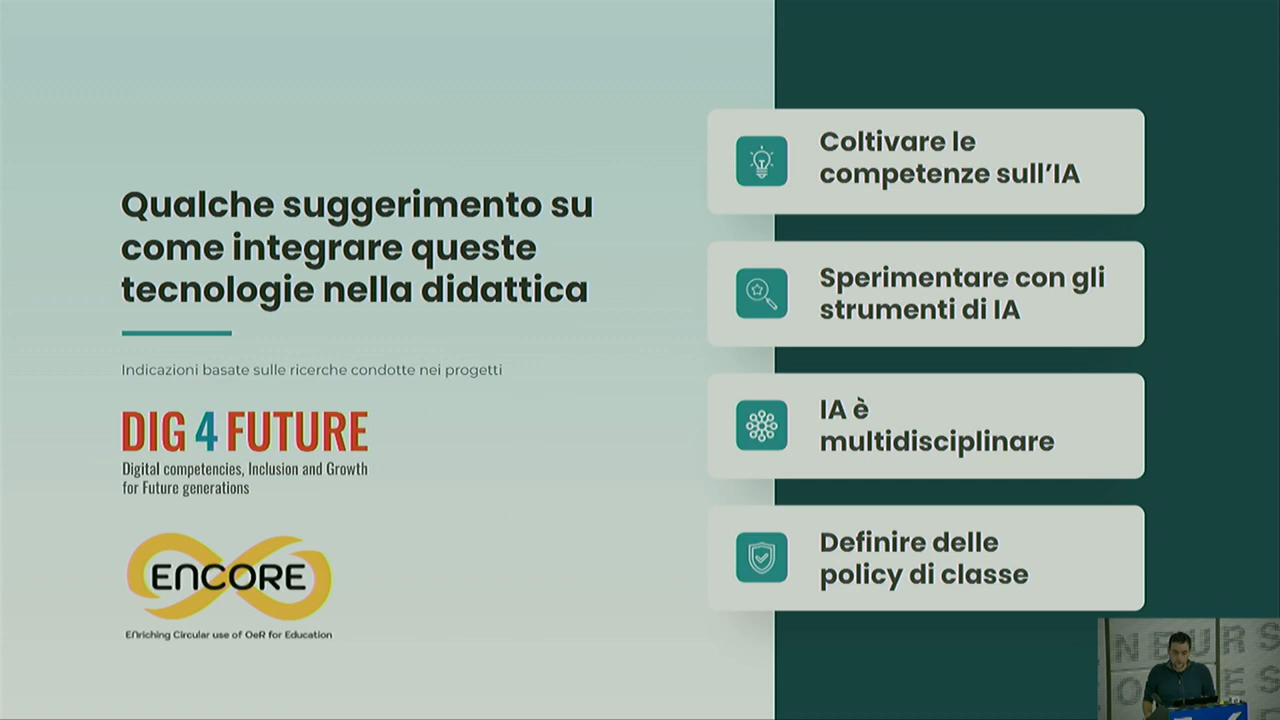 Qualche suggerimento su
come integrare queste
tecnologie nella didattica
Indicazioni basate sulle ricerche condotte nei progetti
DIG 4 FUTURE
Digital competencies, Inclusion and Growth
for Future generations
ENCORE
ENriching Circular use of OeR for Education
Coltivare le
competenze sull’IA
Sperimentare con gli
strumenti di IA
IA è
multidisciplinare
Definire delle
policy di classe